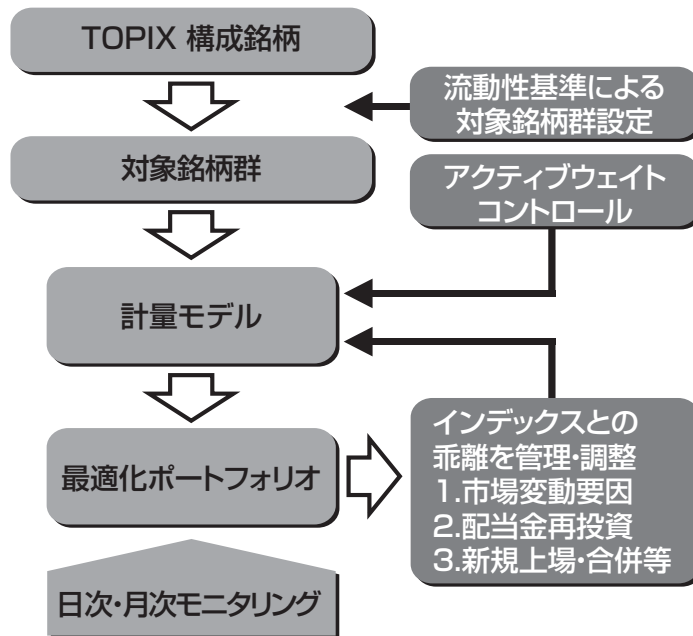 TOPIX 構成銘柄
流動性基準による
対象銘柄群設定
対象銘柄群
アクティブウェイト
コントロール
計量モデル
最適化ポートフォリオ
インデックスとの
乖離を管理・調整
1.市場変動要因
2.配当金再投資
3.新規上場・合併等
日次・月次モニタリング